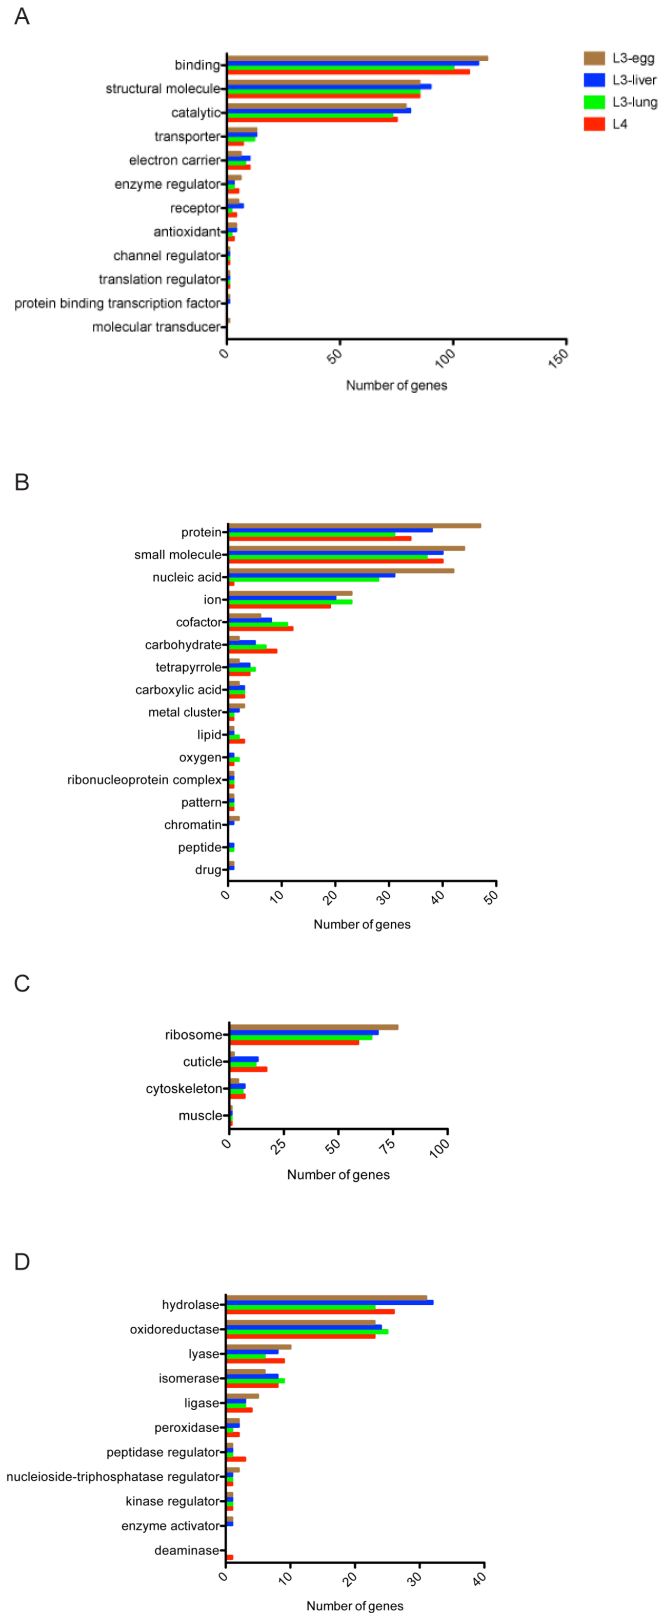 A
L3-egg
L3-liver
L3-lung
L4
binding
structural molecule
catalytic
transporter
electron carrier
enzyme regulator
receptor
antioxidant
channel regulator
translation regulator
protein binding transcription factor
molecular transducer
0 50 100 150
Number of genes
B
protein
small molecule
nucleic acid
ion
cofactor
carbohydrate
tetrapyrrole
carboxylic acid
metal cluster
lipid
oxygen
ribonucleoprotein complex
pattern
chromatin
peptide
drug
0 10 20 30 40 50
Number of genes
C
ribosome
cuticle
cytoskeleton
muscle
0 25 50 75 100
Number of genes
D
hydrolase
oxidoreductase
lyase
isomerase
ligase
peroxidase
peptidase regulator
nucleioside-triphosphatase regulator
kinase regulator
enzyme activator
deaminase
0 10 20 30 40
Number of genes